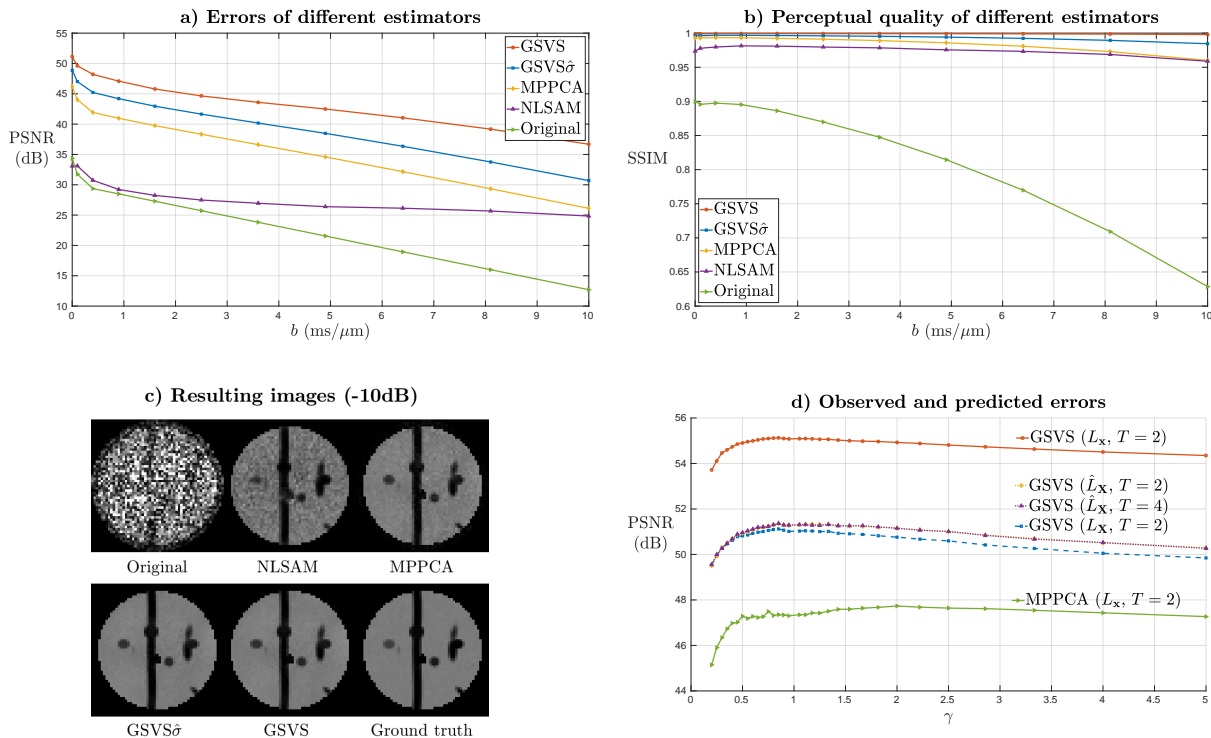 a) Errors of different estimators
55
50
45
40
35
30
25
20
15
10
PSNR
(dB)
GSVS
GSVSσ̂
MPPCA
NLSAM
Original
0 1 2 3 4 5 6 7 8 9 10
b (ms/μm)
b) Perceptual quality of different estimators
1
0.95
0.9
0.85
0.8
0.75
0.7
0.65
0.6
SSIM
GSVS
GSVSσ̂
MPPCA
NLSAM
Original
0 1 2 3 4 5 6 7 8 9 10
b (ms/μm)
c) Resulting images (-10dB)
Original NLSAM MPPCA
GSVSσ̂ GSVS Ground truth
d) Observed and predicted errors
56
54
52
50
48
46
44
PSNR
(dB)
GSVS (Lₓ, T = 2)
GSVS (L̂_X, T = 2)
GSVS (L̂_X, T = 4)
GSVS (L_X, T = 2)
MPPCA (Lₓ, T = 2)
0 0.5 1 1.5 2 2.5 3 3.5 4 4.5 5
γ